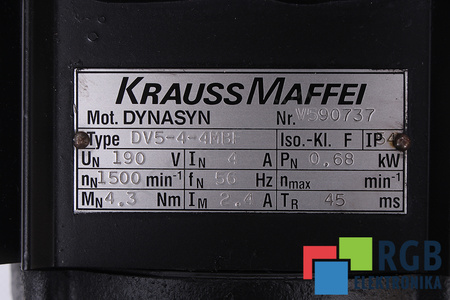 KRAUSS MAFFEI
Mot. DYNASYN Nr. V590737
Type DV5-4-4MBF Iso.-Kl. F IP54
UN 190 V IN 4 A PN 0,68 kW
nN 1500 min-1 fN 56 Hz nmax min-1
MN 4.3 Nm IM 2.4 A TR 45 ms
RGB
ELEKTRONIKA